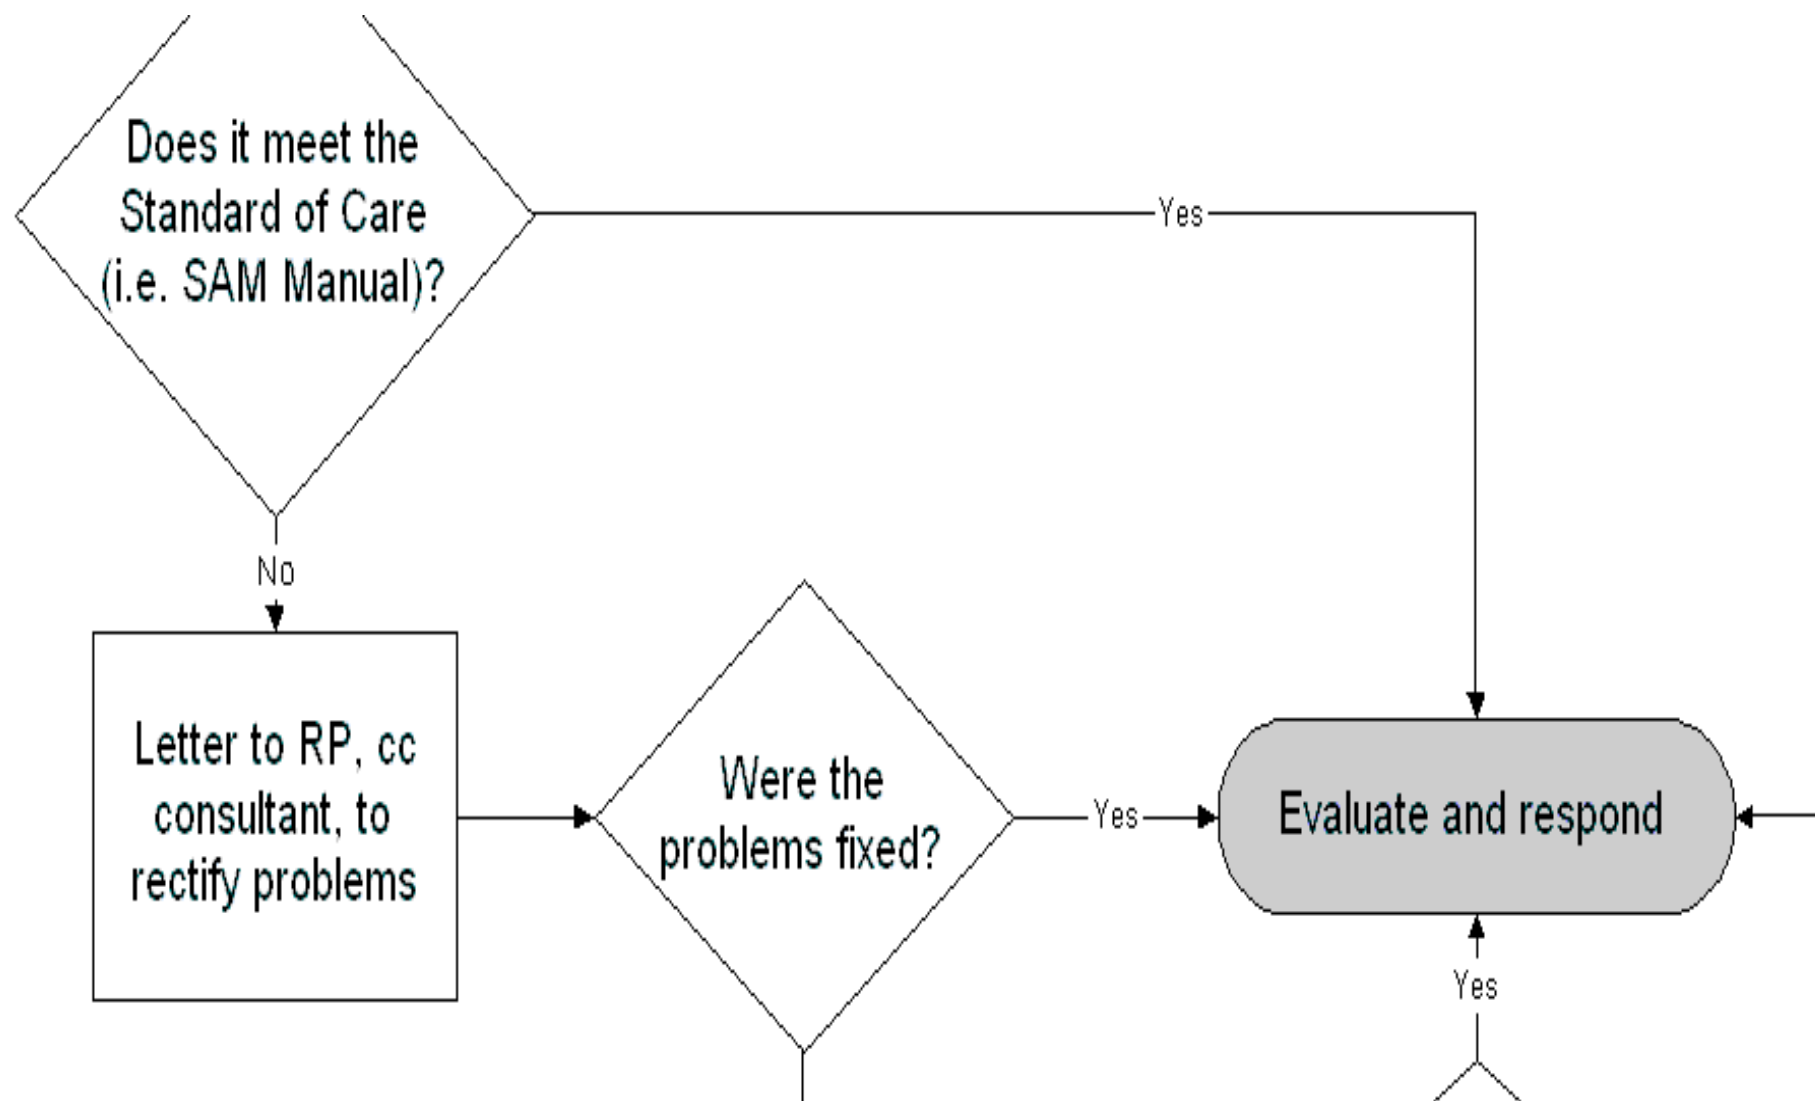 Does it meet the
Standard of Care
(i.e. SAM Manual)?
Yes
No
Letter to RP, cc
consultant, to
rectify problems
Were the
problems fixed?
Yes
Evaluate and respond
Yes